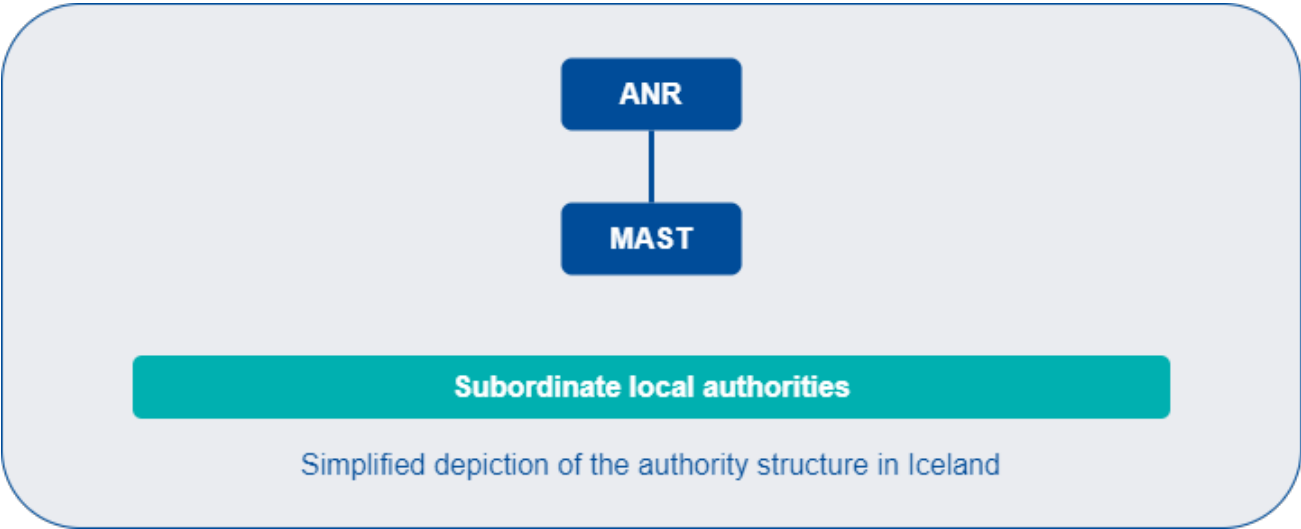 ANR
MAST
Subordinate local authorities
Simplified depiction of the authority structure in Iceland